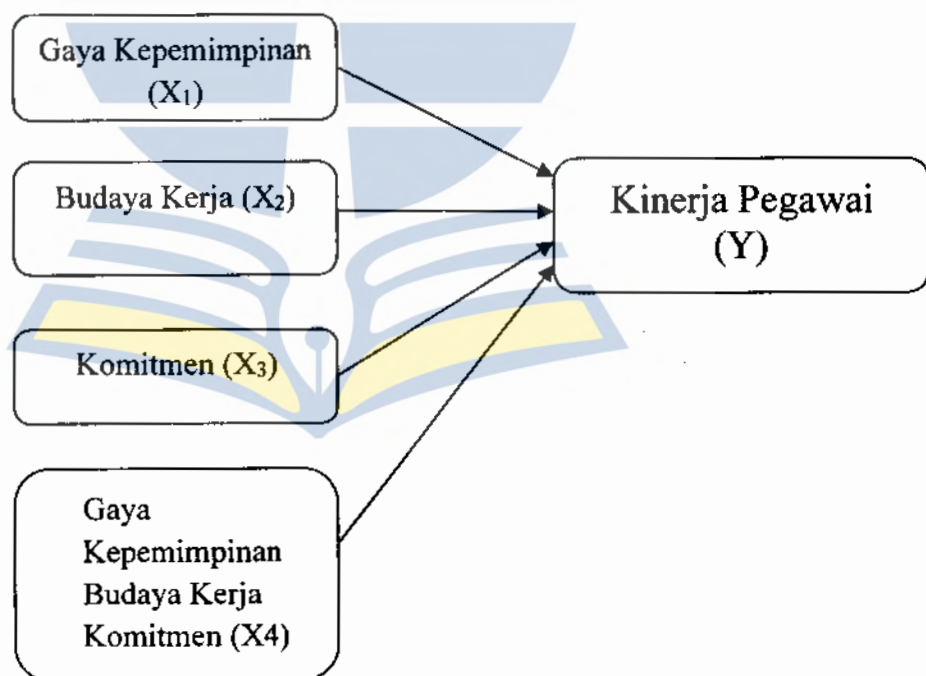 Gaya Kepemimpinan
(X₁)
Budaya Kerja (X₂)
Kinerja Pegawai
(Y)
Komitmen (X₃)
Gaya
Kepemimpinan
Budaya Kerja
Komitmen (X4)